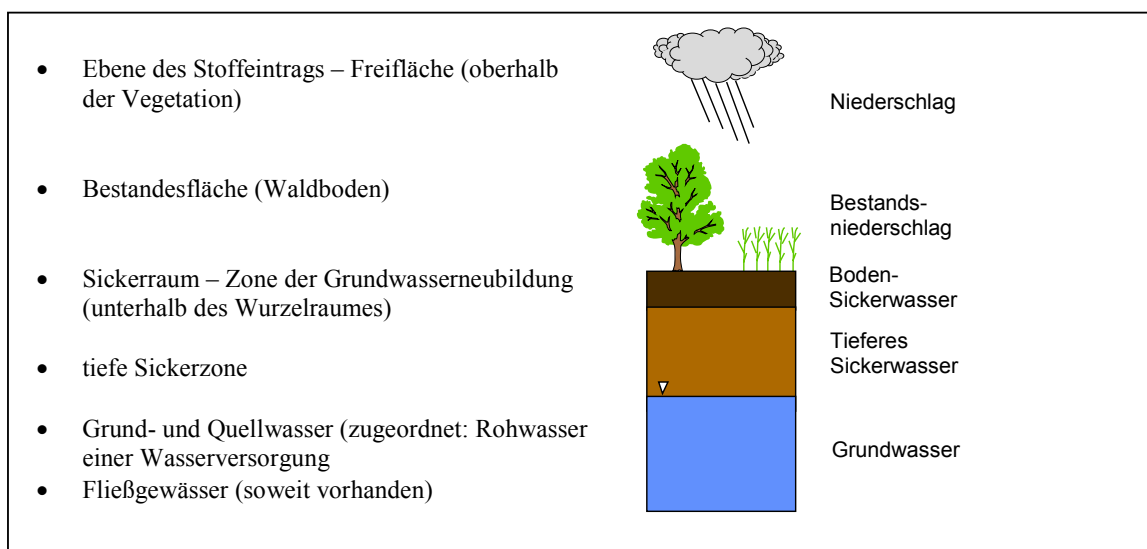 • Ebene des Stoffeintrags – Freifläche (oberhalb
der Vegetation)
• Bestandesfläche (Waldboden)
• Sickerraum – Zone der Grundwasserneubildung
(unterhalb des Wurzelraumes)
• tiefe Sickerzone
• Grund- und Quellwasser (zugeordnet: Rohwasser
einer Wasserversorgung
• Fließgewässer (soweit vorhanden)
Niederschlag
Bestands-
niederschlag
Boden-
Sickerwasser
Tieferes
Sickerwasser
Grundwasser